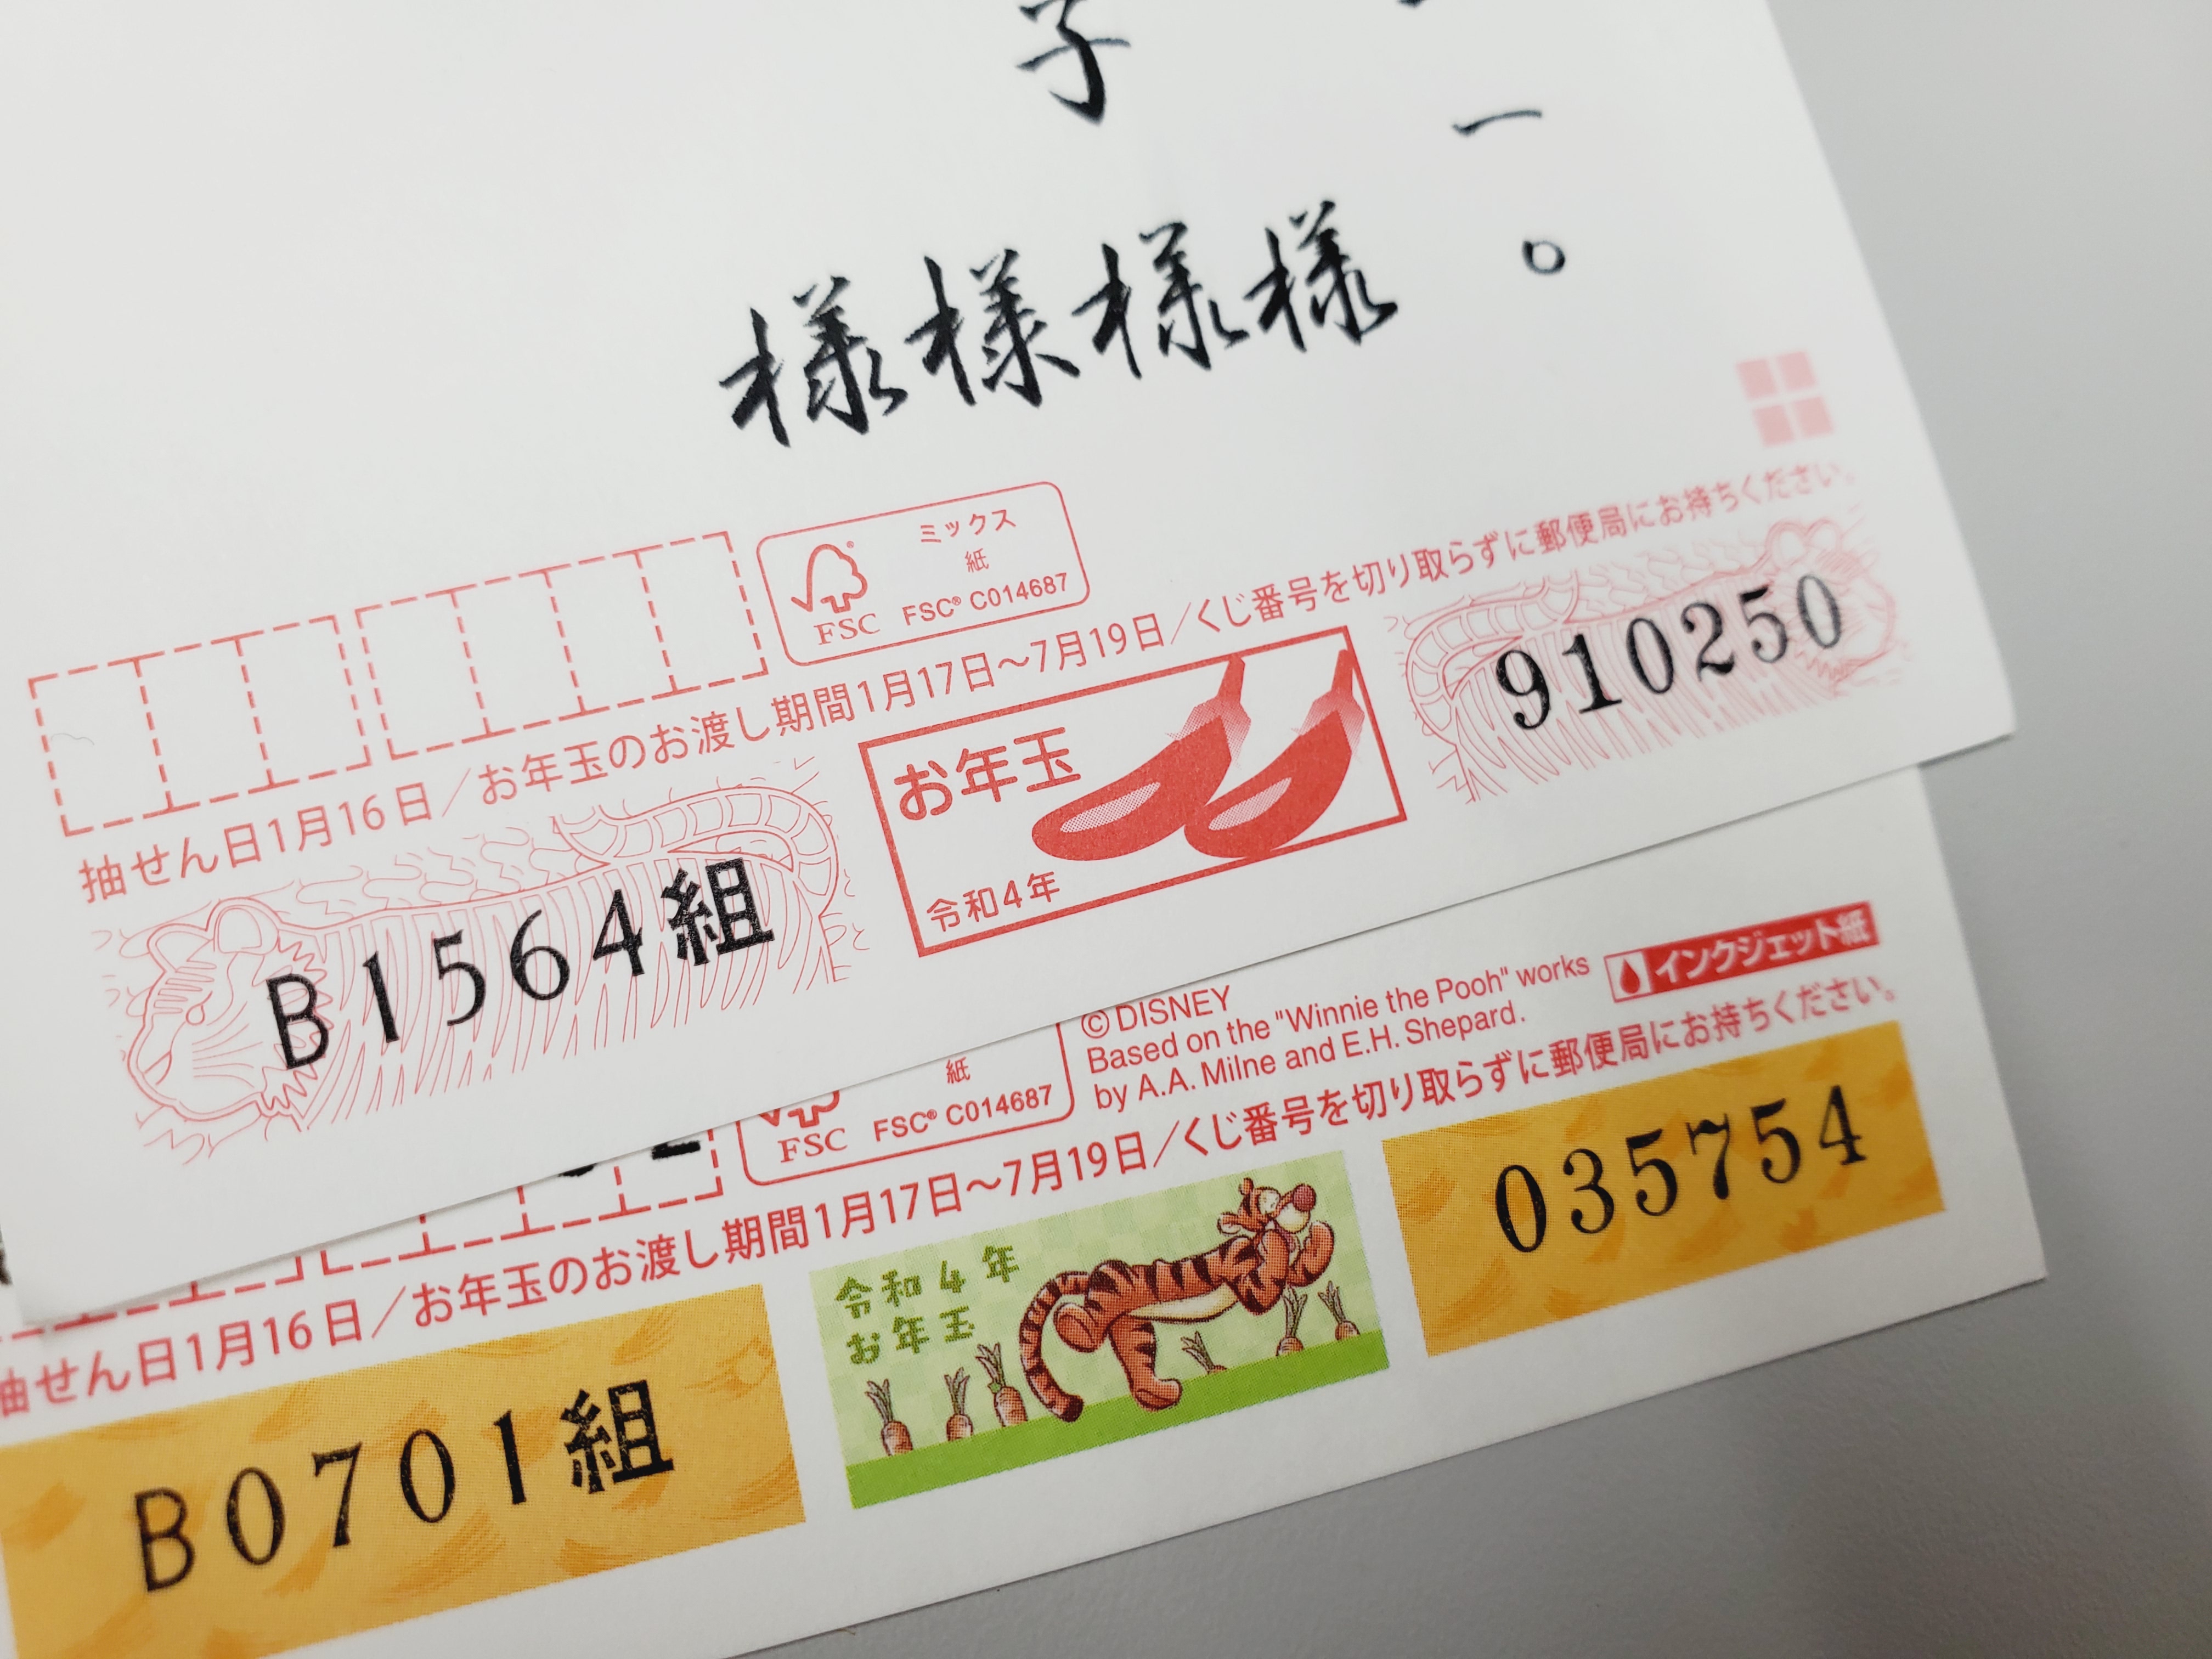 子
一
。
様様様様
ミックス
紙
FSC® C014687
FSC
抽せん日1月16日／お年玉のお渡し期間1月17日～7月19日／くじ番号を切り取らずに郵便局にお持ちください。
B1564組
お年玉
令和4年
910250
紙
FSC® C014687
FSC
©DISNEY
Based on the "Winnie the Pooh" works
by A.A. Milne and E.H. Shepard.
インクジェット紙
抽せん日1月16日／お年玉のお渡し期間1月17日～7月19日／くじ番号を切り取らずに郵便局にお持ちください。
B0701組
令和4年
お年玉
035754